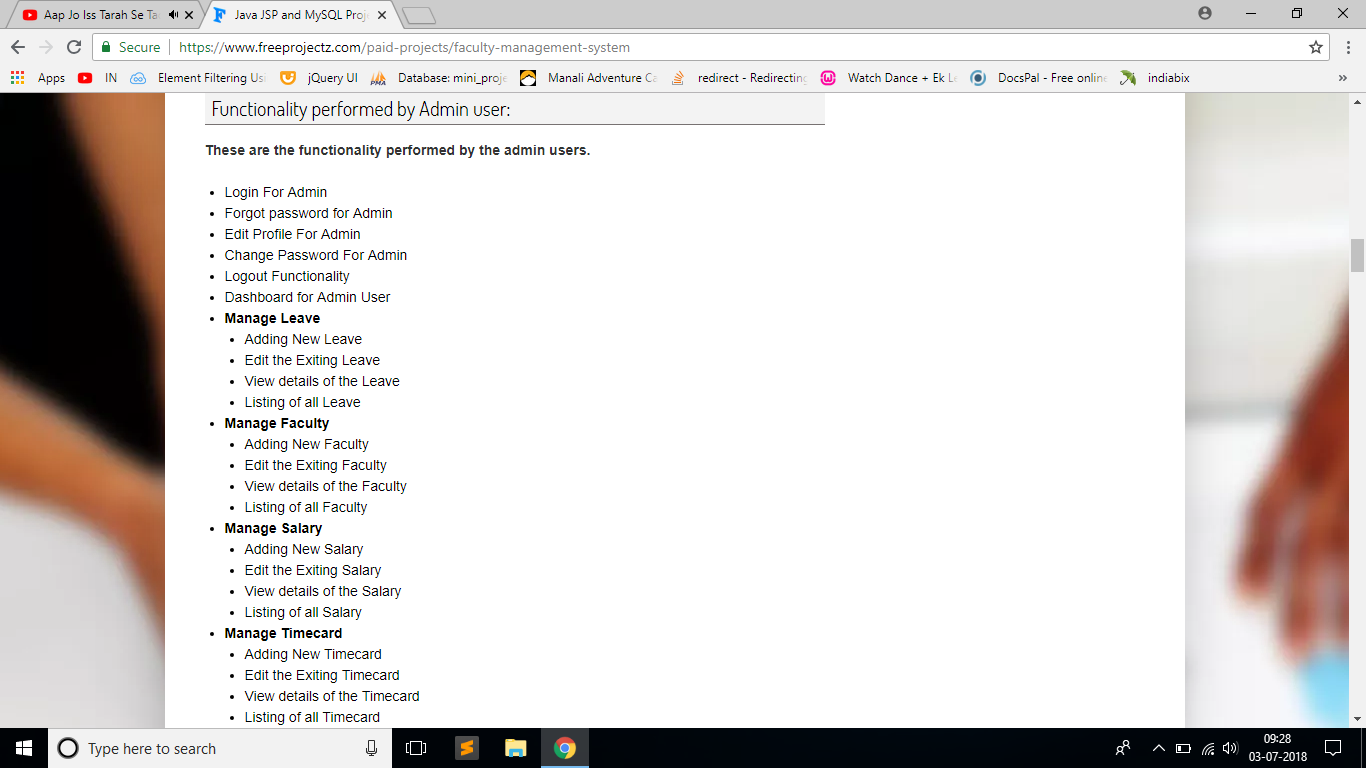 Aap Jo Iss Tarah Se Ta
Java JSP and MySQL Proj
Secure
https://www.freeprojectz.com/paid-projects/faculty-management-system
Apps
IN
Element Filtering Usi
jQuery UI
PMA
Database: mini_proje
Manali Adventure Ca
redirect - Redirecting
Watch Dance + Ek Le
DocsPal - Free online
indiabix
»
Functionality performed by Admin user:
These are the functionality performed by the admin users.
• Login For Admin
• Forgot password for Admin
• Edit Profile For Admin
• Change Password For Admin
• Logout Functionality
• Dashboard for Admin User
• Manage Leave
• Adding New Leave
• Edit the Exiting Leave
• View details of the Leave
• Listing of all Leave
• Manage Faculty
• Adding New Faculty
• Edit the Exiting Faculty
• View details of the Faculty
• Listing of all Faculty
• Manage Salary
• Adding New Salary
• Edit the Exiting Salary
• View details of the Salary
• Listing of all Salary
• Manage Timecard
• Adding New Timecard
• Edit the Exiting Timecard
• View details of the Timecard
• Listing of all Timecard
Type here to search
09:28
03-07-2018